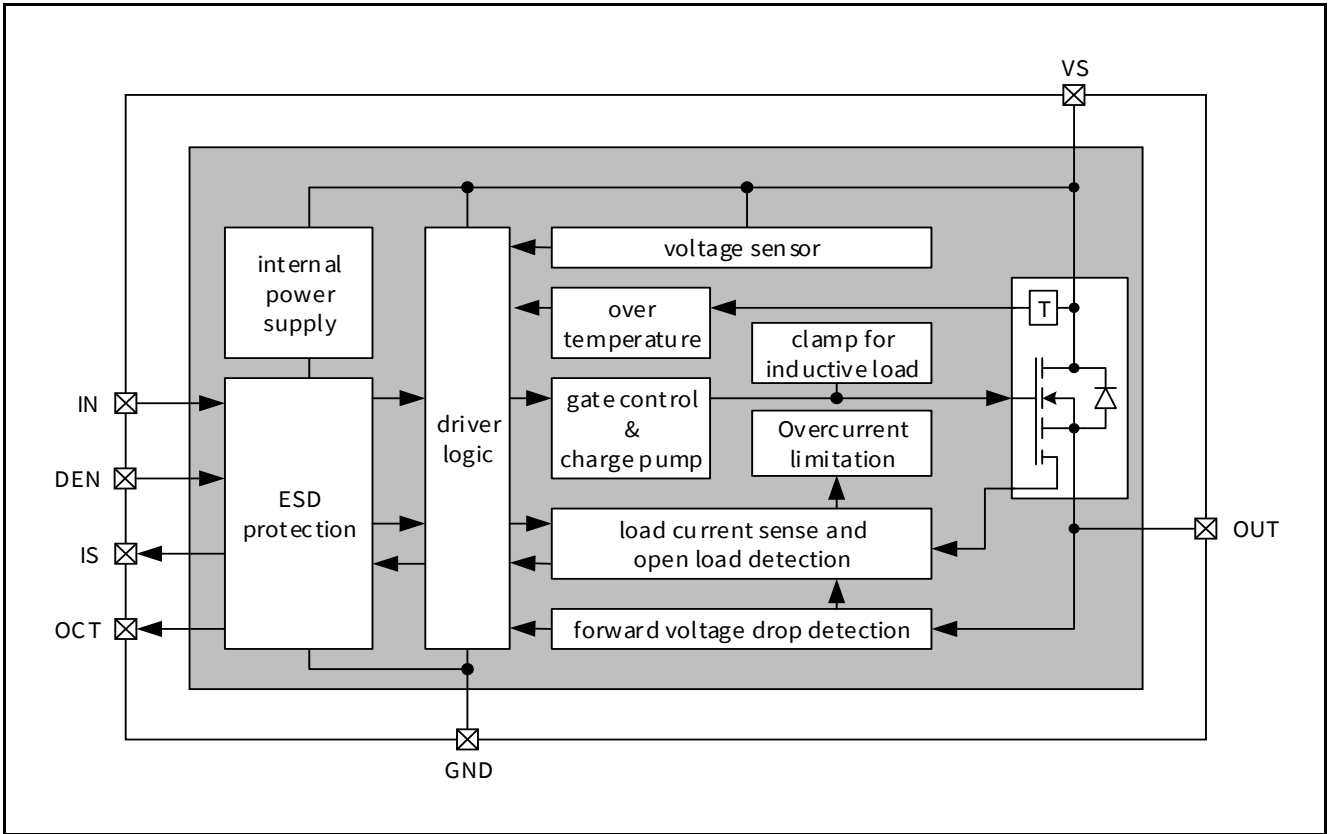 VS
internal
power
supply
voltage sensor
over
temperature
T
clamp for
inductive load
IN
gate control
&
charge pump
driver
logic
Overcurrent
limitation
DEN
ESD
protection
load current sense and
open load detection
OUT
IS
OCT
forward voltage drop detection
GND